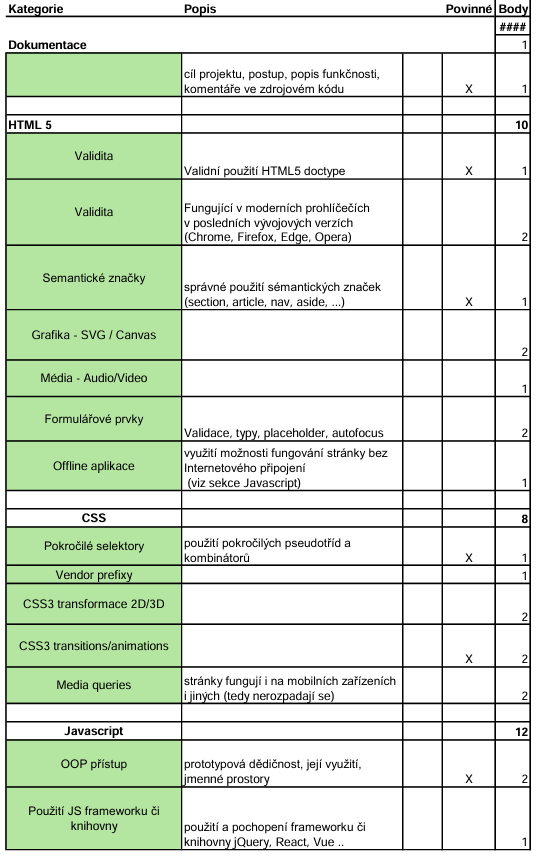 Kategorie Popis Povinné Body
####
Dokumentace 1
cíl projektu, postup, popis funkčnosti,
komentáře ve zdrojovém kódu X 1
HTML 5 10
Validita
Validní použití HTML5 doctype X 1
Validita
Fungující v moderních prohlížečích
v posledních vývojových verzích
(Chrome, Firefox, Edge, Opera) 2
Semantické značky
správné použití sémantických značek
(section, article, nav, aside, ...) X 1
Grafika - SVG / Canvas
2
Média - Audio/Video
1
Formulářové prvky
Validace, typy, placeholder, autofocus 2
Offline aplikace
využití možnosti fungování stránky bez
Internetového připojení
(viz sekce Javascript) 1
CSS 8
Pokročilé selektory
použití pokročilých pseudotříd a
kombinátorů X 1
Vendor prefixy 1
CSS3 transformace 2D/3D
2
CSS3 transitions/animations
X 2
Media queries
stránky fungují i na mobilních zařízeních
i jiných (tedy nerozpadají se) 2
Javascript 12
OOP přístup
prototypová dědičnost, její využití,
jmenné prostory X 2
Použití JS frameworku či
knihovny
použití a pochopení frameworku či
knihovny jQuery, React, Vue .. 1